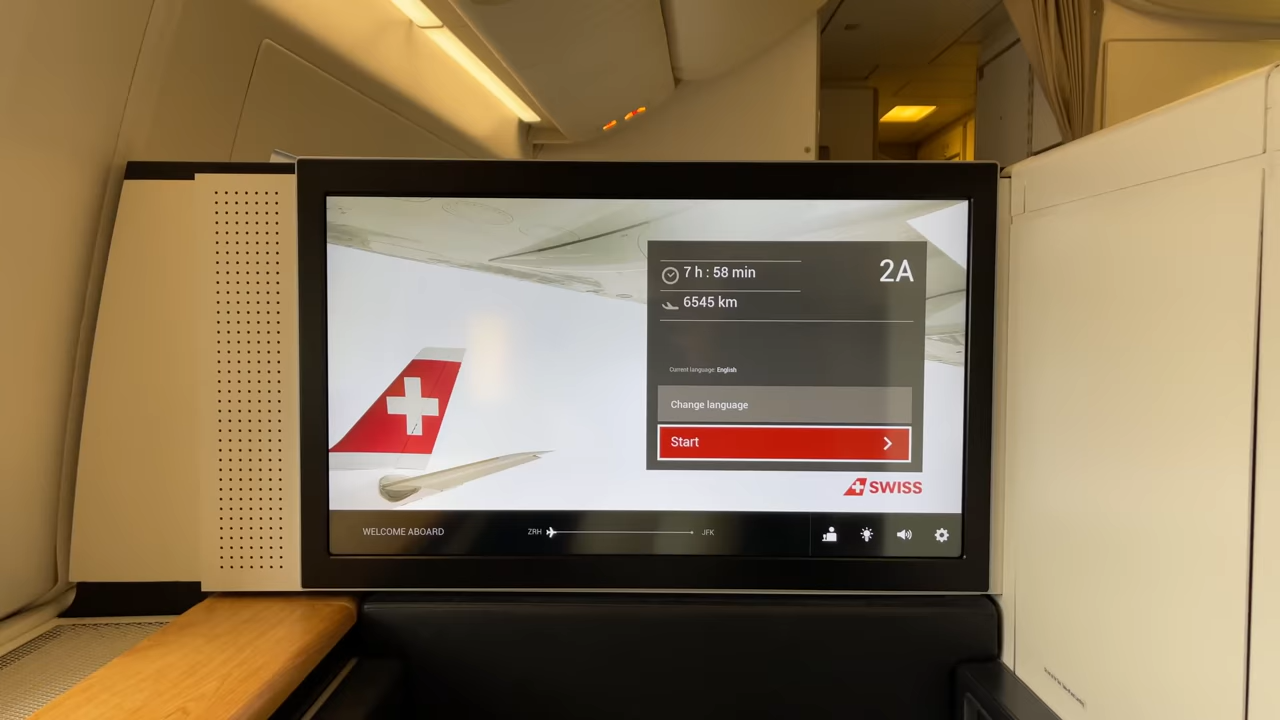 7 h : 58 min
2A
6545 km
Current language: English
Change language
Start
SWISS
WELCOME ABOARD
ZRH
JFK